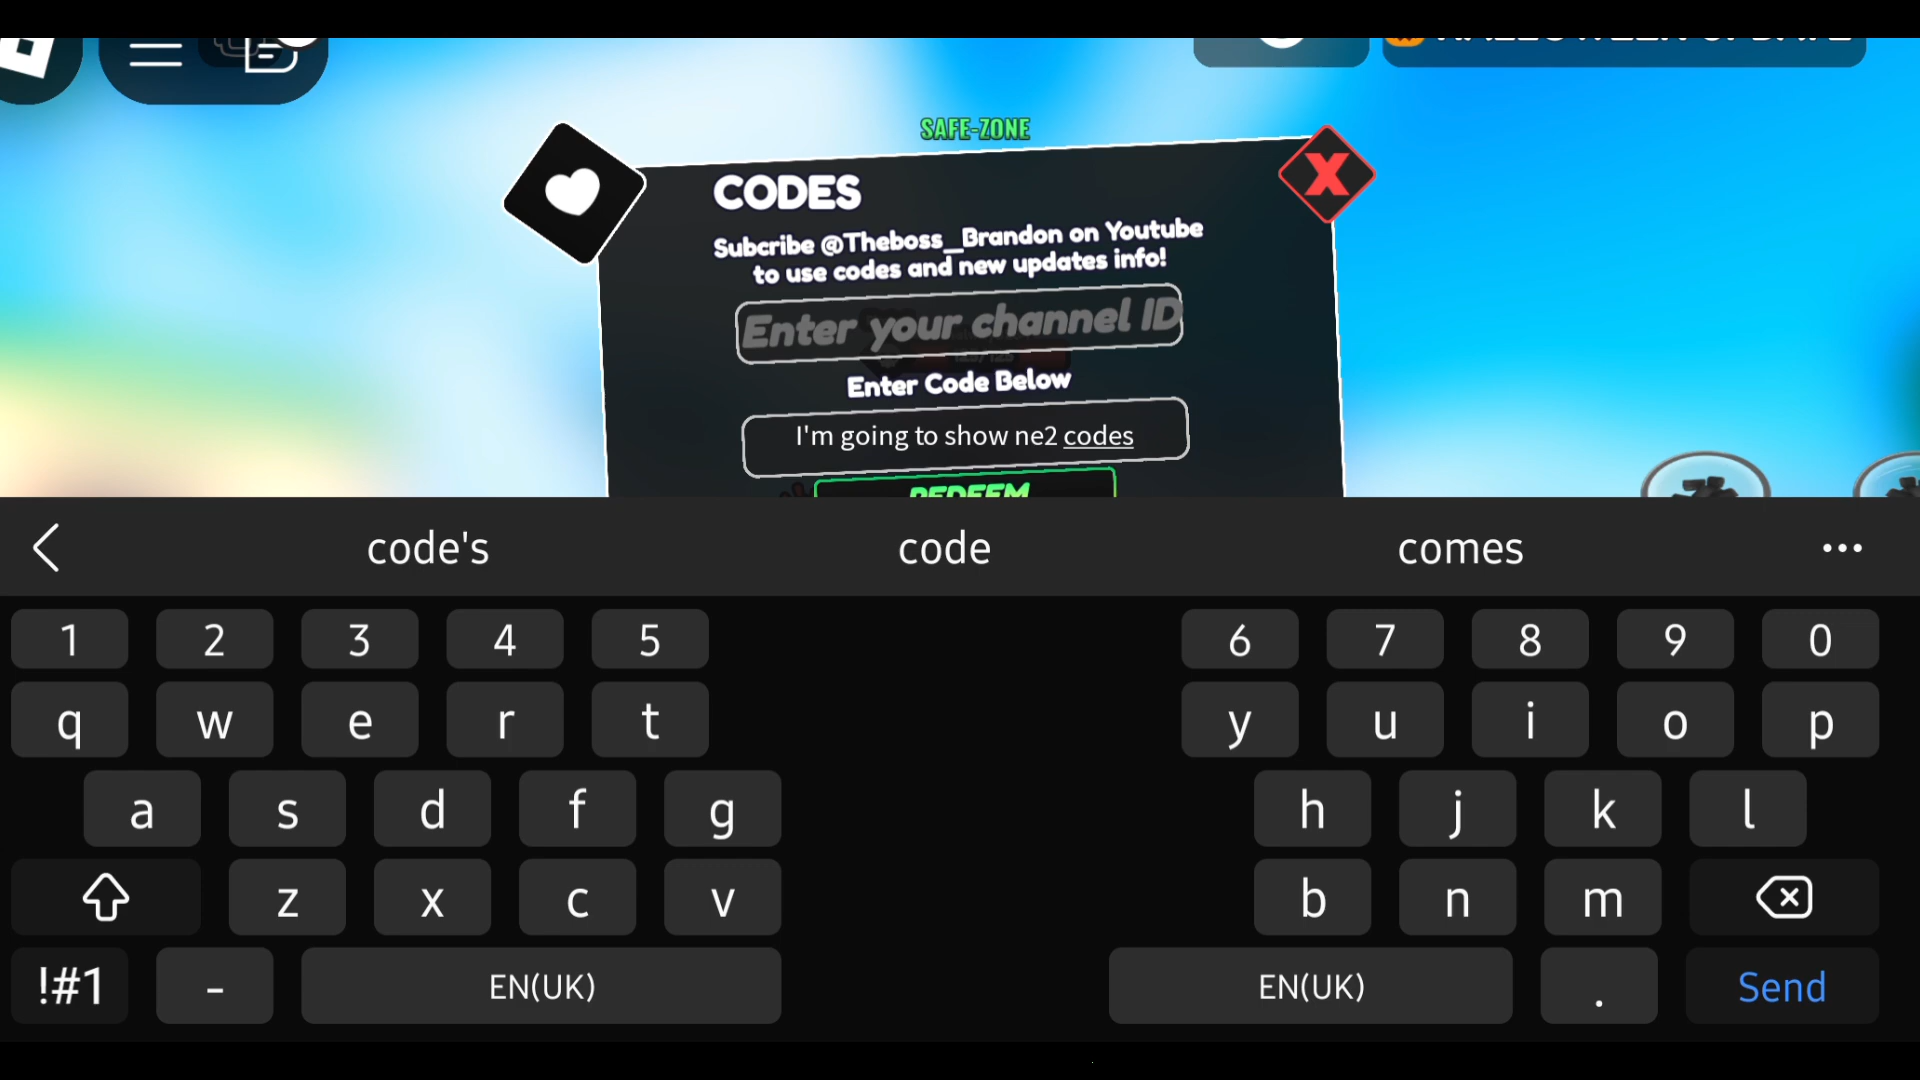 SAFE-ZONE
CODES
Subcribe @Theboss_Brandon on Youtube
to use codes and new updates info!
Enter your channel ID
Enter Code Below
I'm going to show ne2 codes
REDEEM
code's code comes
1 2 3 4 5 6 7 8 9 0
q w e r t y u i o p
a s d f g h j k l
z x c v b n m
!#1 - EN(UK) EN(UK) . Send